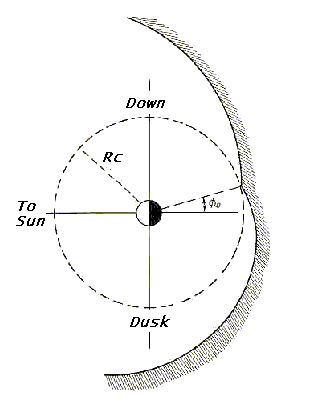 Down
Rc
To
Sun
φ₀
Dusk